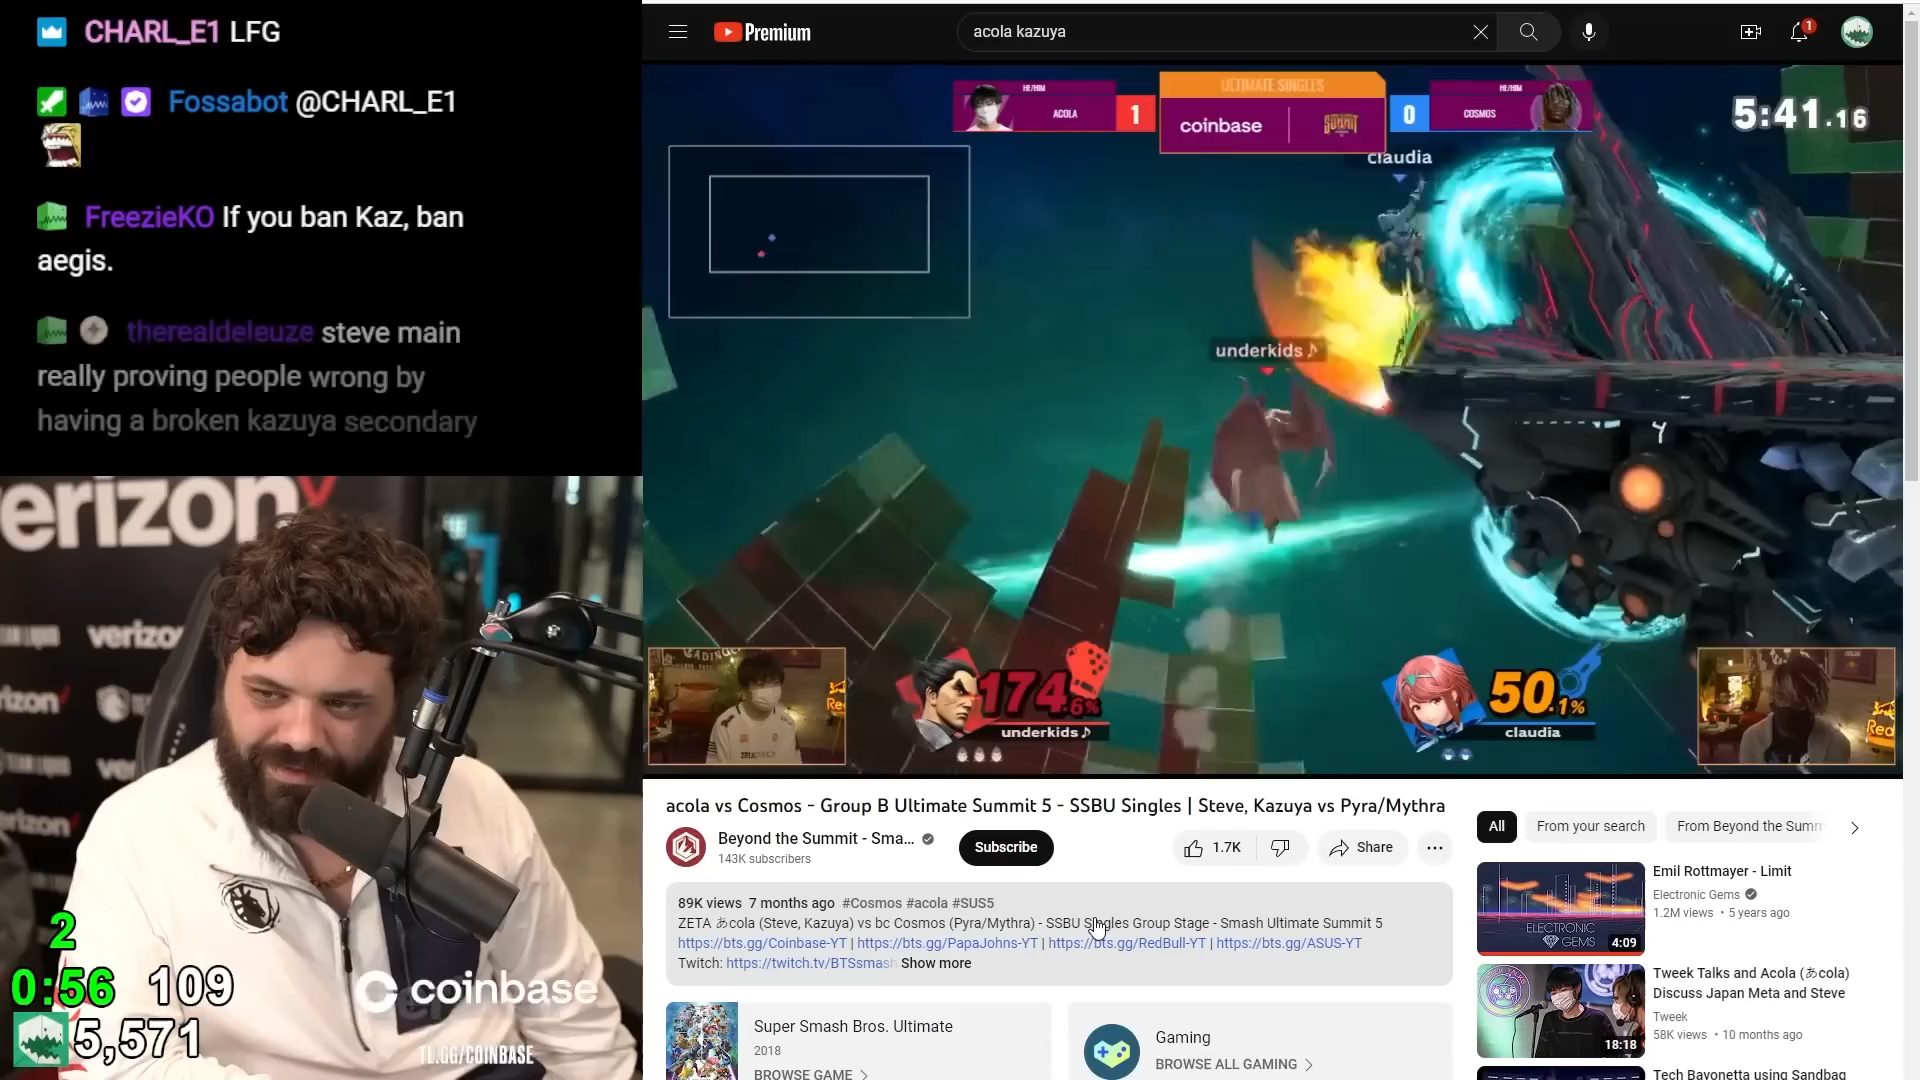 CHARL_E1 LFG
Fossabot @CHARL_E1
FreezieKO If you ban Kaz, ban
aegis.
therealdeleuze steve main
really proving people wrong by
having a broken kazuya secondary
verizon
verizon
2
0:56 109
5,571
coinbase
TL.GG/COINBASE
Premium
acola kazuya
1
HE/HIM
ACOLA
1
ULTIMATE SINGLES
coinbase
SUMMIT
0
HE/HIM
COSMOS
5:41.16
claudia
underkids♪
174.6%
underkids♪
50.1%
claudia
Red
acola vs Cosmos - Group B Ultimate Summit 5 - SSBU Singles | Steve, Kazuya vs Pyra/Mythra
Beyond the Summit - Sma...
143K subscribers
Subscribe
1.7K
Share
89K views 7 months ago #Cosmos #acola #SUS5
ZETA あcola (Steve, Kazuya) vs bc Cosmos (Pyra/Mythra) - SSBU Singles Group Stage - Smash Ultimate Summit 5
https://bts.gg/Coinbase-YT | https://bts.gg/PapaJohns-YT | https://bts.gg/RedBull-YT | https://bts.gg/ASUS-YT
Twitch: https://twitch.tv/BTSsmash Show more
Super Smash Bros. Ultimate
2018
BROWSE GAME
Gaming
BROWSE ALL GAMING
All
From your search
From Beyond the Summ
ELECTRONIC
GEMS
4:09
Emil Rottmayer - Limit
Electronic Gems
1.2M views • 5 years ago
18:18
Tweek Talks and Acola (あcola)
Discuss Japan Meta and Steve
Tweek
58K views • 10 months ago
Tech Bayonetta using Sandbag